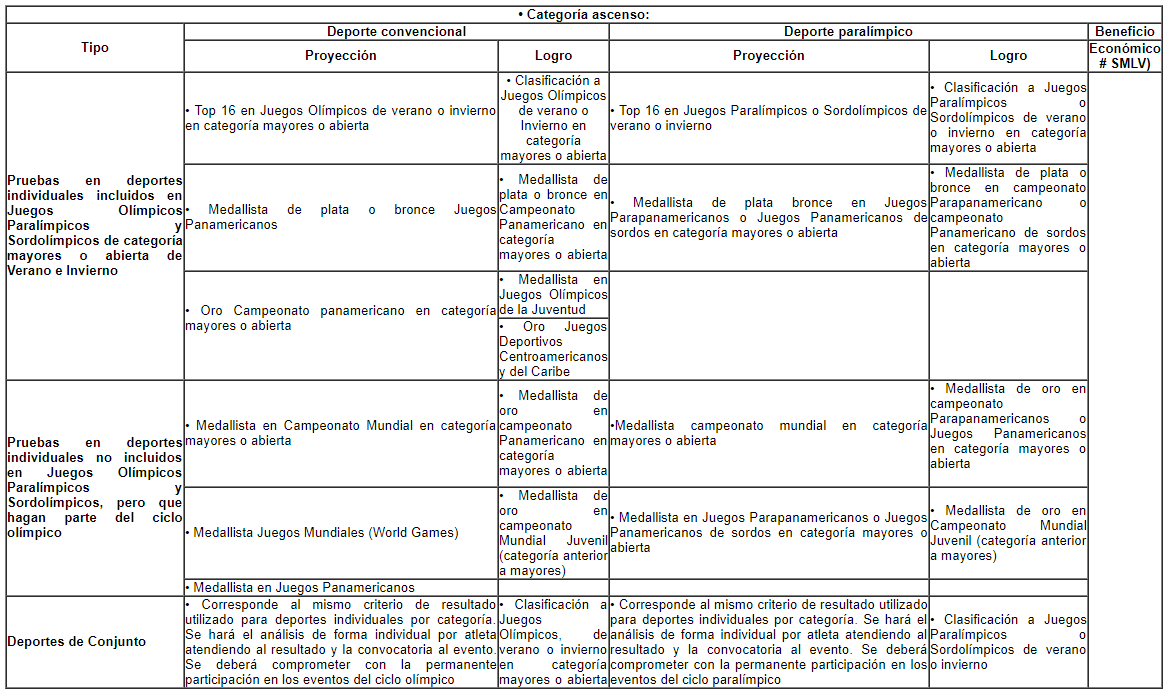 • Categoría ascenso:
Tipo
Deporte convencional
Deporte paralímpico
Beneficio
Proyección
Logro
Proyección
Logro
Económico
# SMLV)
Pruebas en deportes
individuales incluidos en
Juegos Olímpicos
Paralímpicos y
Sordolímpicos de categoría
mayores o abierta de
Verano e Invierno
• Top 16 en Juegos Olímpicos de verano o invierno
en categoría mayores o abierta
• Clasificación a
Juegos Olímpicos
de verano o
Invierno en
categoría
mayores o abierta
• Top 16 en Juegos Paralímpicos o Sordolímpicos de
verano o invierno
• Clasificación a Juegos
Paralímpicos o
Sordolímpicos de verano
o invierno en categoría
mayores o abierta
• Medallista de plata o bronce Juegos
Panamericanos
• Medallista de
plata o bronce en
Campeonato
Panamericano en
categoría
mayores o abierta
• Medallista de plata bronce en Juegos
Parapanamericanos o Juegos Panamericanos de
sordos en categoría mayores o abierta
• Medallista de plata o
bronce en campeonato
Parapanamericano o
campeonato
Panamericano de sordos
en categoría mayores o
abierta
• Oro Campeonato panamericano en categoría
mayores o abierta
• Medallista en
Juegos Olímpicos
de la Juventud
• Oro Juegos
Deportivos
Centroamericanos
y del Caribe
Pruebas en deportes
individuales no incluidos
en Juegos Olímpicos
Paralímpicos y
Sordolímpicos, pero que
hagan parte del ciclo
olímpico
• Medallista en Campeonato Mundial en categoría
mayores o abierta
• Medallista de
oro en
campeonato
Panamericano en
categoría
mayores o abierta
•Medallista campeonato mundial en categoría
mayores o abierta
• Medallista de oro en
campeonato
Parapanamericanos o
Juegos Panamericanos
en categoría mayores o
abierta
• Medallista Juegos Mundiales (World Games)
• Medallista de
oro en
campeonato
Mundial Juvenil
(categoría anterior
a mayores)
• Medallista en Juegos Parapanamericanos o Juegos
Panamericanos de sordos en categoría mayores o
abierta
• Medallista de oro en
Campeonato Mundial
Juvenil (categoría anterior
a mayores)
• Medallista en Juegos Panamericanos
Deportes de Conjunto
• Corresponde al mismo criterio de resultado
utilizado para deportes individuales por categoría.
Se hará el análisis de forma individual por atleta
atendiendo al resultado y la convocatoria al evento.
Se deberá comprometer con la permanente
participación en los eventos del ciclo olímpico
• Clasificación a
Juegos
Olímpicos, de
verano o invierno
en categoría
mayores o abierta
• Corresponde al mismo criterio de resultado utilizado
para deportes individuales por categoría. Se hará el
análisis de forma individual por atleta atendiendo al
resultado y la convocatoria al evento. Se deberá
comprometer con la permanente participación en los
eventos del ciclo paralímpico
• Clasificación a Juegos
Paralímpicos o
Sordolímpicos de verano
o invierno